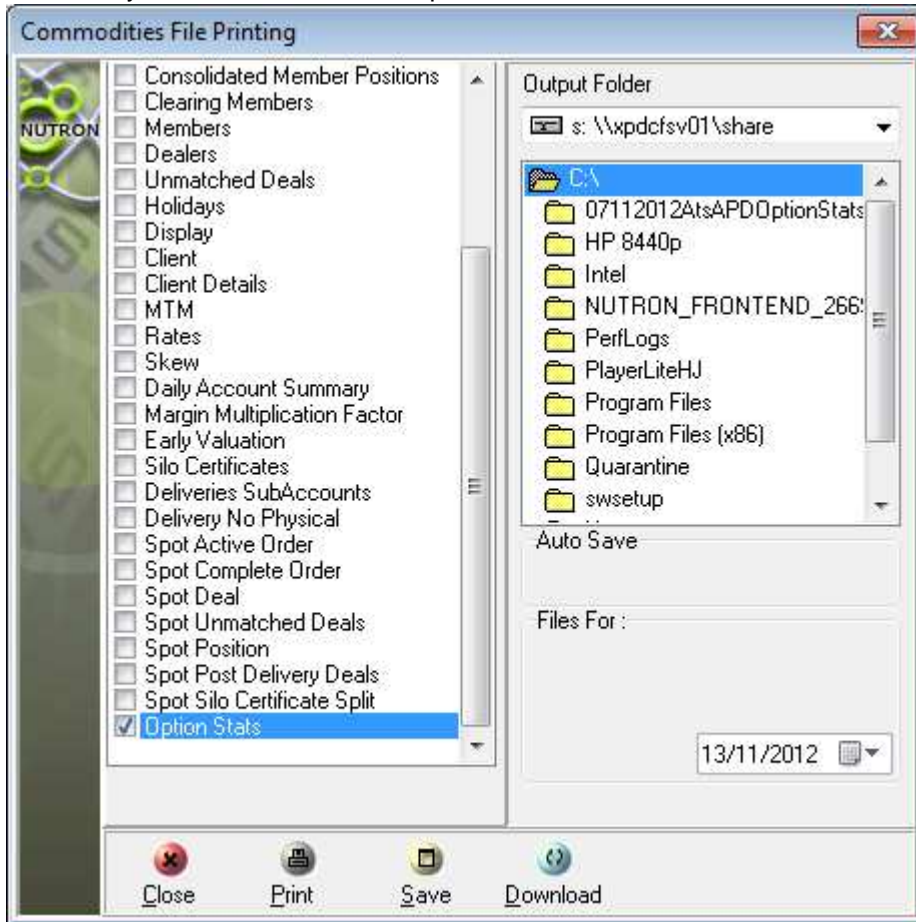 Commodities File Printing
NUTRON
Consolidated Member Positions
Clearing Members
Members
Dealers
Unmatched Deals
Holidays
Display
Client
Client Details
MTM
Rates
Skew
Daily Account Summary
Margin Multiplication Factor
Early Valuation
Silo Certificates
Deliveries SubAccounts
Delivery No Physical
Spot Active Order
Spot Complete Order
Spot Deal
Spot Unmatched Deals
Spot Position
Spot Post Delivery Deals
Spot Silo Certificate Split
Option Stats
Output Folder
s: \\xpdcfsv01\share
C:\
07112012AtsAPDOptionStats
HP 8440p
Intel
NUTRON_FRONTEND_266
PerfLogs
PlayerLiteHJ
Program Files
Program Files (x86)
Quarantine
swsetup
Auto Save
Files For :
13/11/2012
Close Print Save Download